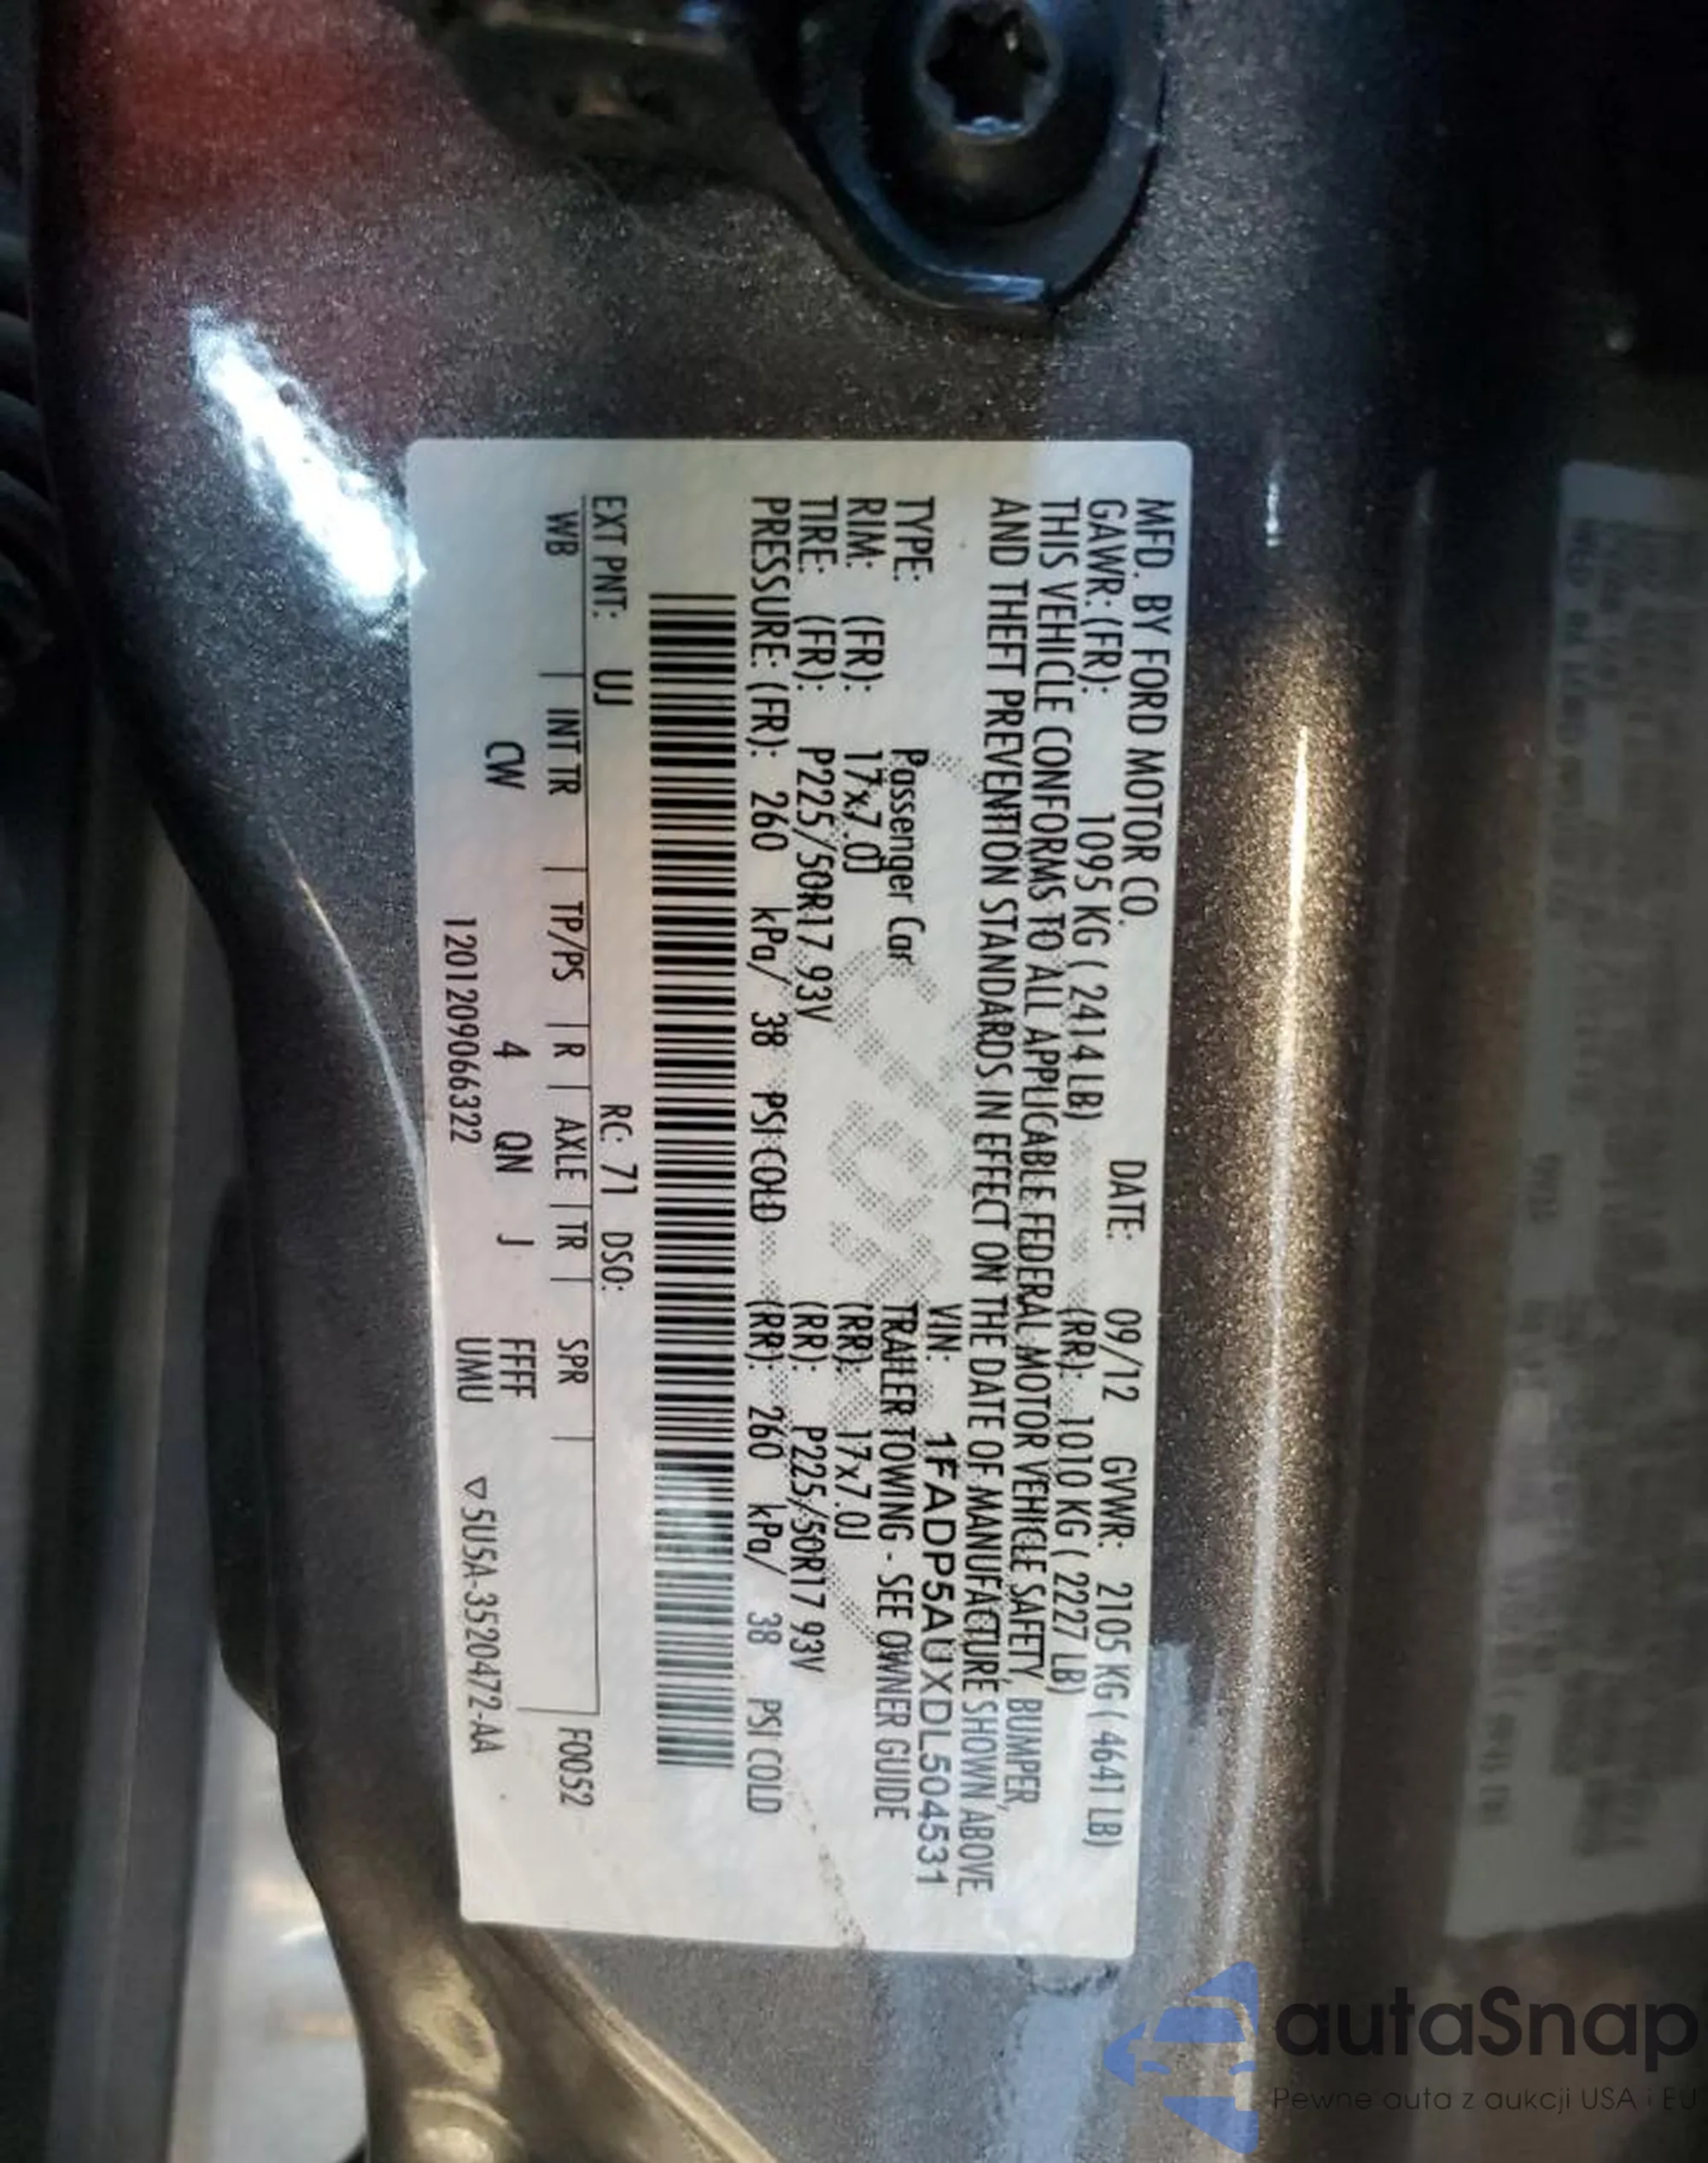 MFD. BY FORD MOTOR CO. DATE: 09/12 GVWR: 2105 KG ( 4641 LB)
GAWR: (FR): 1095 KG ( 2414 LB) (RR): 1010 KG ( 2227 LB)
THIS VEHICLE CONFORMS TO ALL APPLICABLE FEDERAL MOTOR VEHICLE SAFETY, BUMPER,
AND THEFT PREVENTION STANDARDS IN EFFECT ON THE DATE OF MANUFACTURE SHOWN ABOVE.
VIN: 1FADP5AUXDL504531
TYPE: Passenger Car TRAILER TOWING - SEE OWNER GUIDE
RIM: (FR): 17x7.0J (RR): 17x7.0J
TIRE: (FR): P225/50R17 93V (RR): P225/50R17 93V
PRESSURE: (FR): 260 kPa/ 38 PSI COLD (RR): 260 kPa/ 38 PSI COLD
EXT PNT: UJ RC: 71 DSO: F0052
WB | INT TR | TP/PS | R | AXLE | TR | SPR |
CW 4 QN J FFFF
1201209066322 UMU ▽5U5A-3520472-AA
autaSnap
Pewne auta z aukcji USA i EU